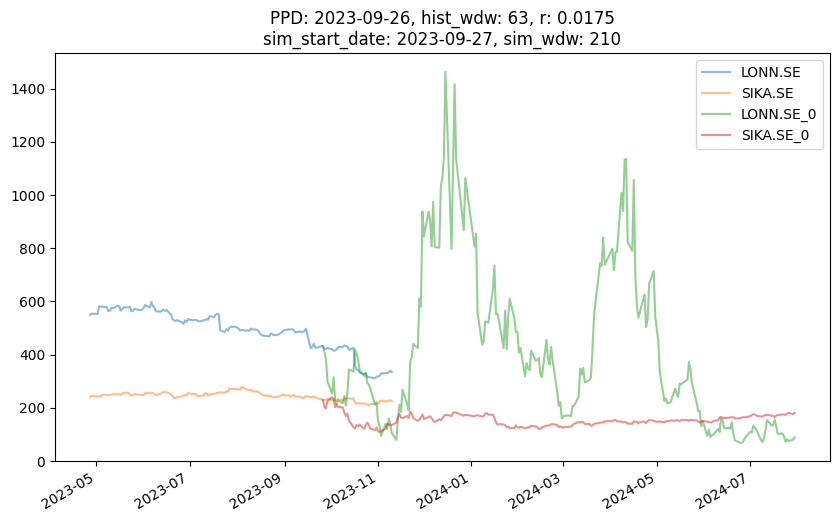 PPD: 2023-09-26, hist_wdw: 63, r: 0.0175
sim_start_date: 2023-09-27, sim_wdw: 210
LONN.SE
SIKA.SE
LONN.SE_0
SIKA.SE_0
1400
1200
1000
800
600
400
200
0
2023-05
2023-07
2023-09
2023-11
2024-01
2024-03
2024-05
2024-07